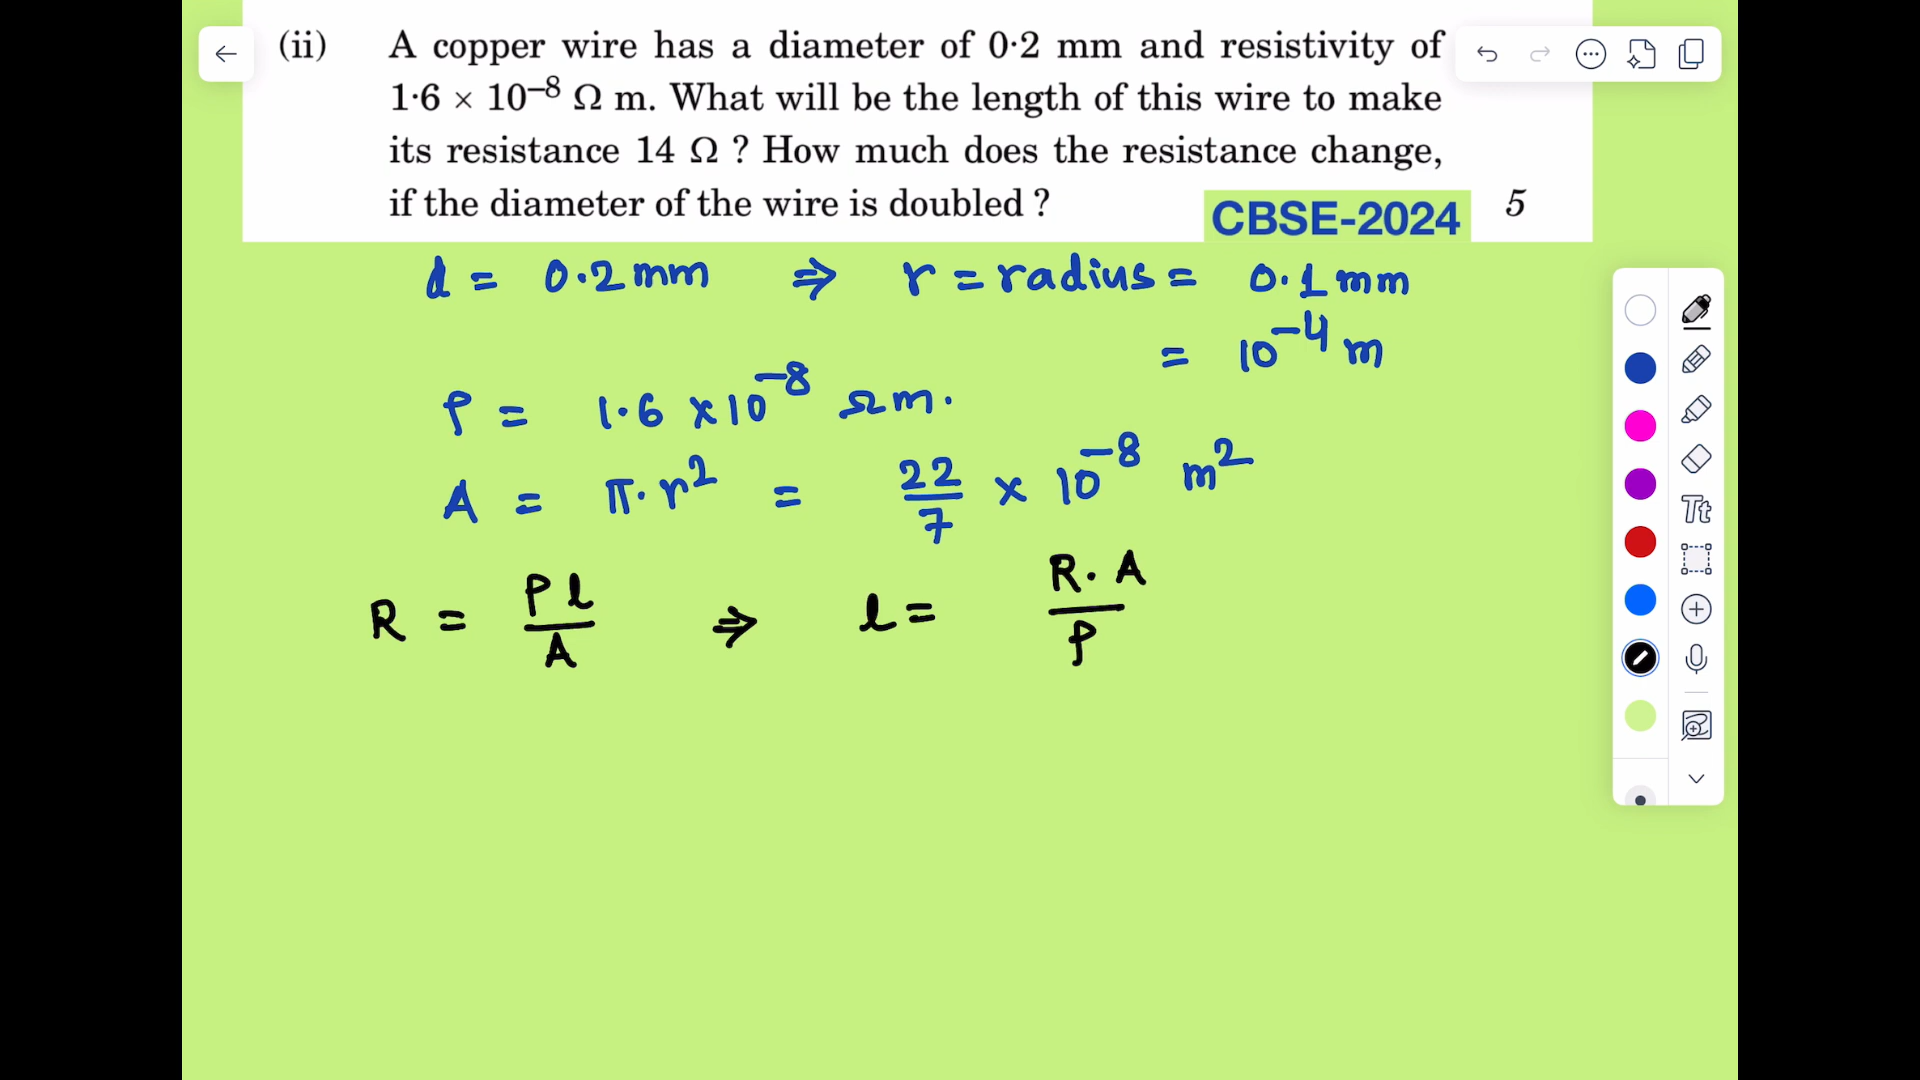 (ii) A copper wire has a diameter of 0·2 mm and resistivity of
1·6 × 10⁻⁸ Ω m. What will be the length of this wire to make
its resistance 14 Ω ? How much does the resistance change,
if the diameter of the wire is doubled ? 5
CBSE-2024
d = 0.2 mm ⇒ r = radius = 0.1 mm
= 10⁻⁴ m
ρ = 1.6 × 10⁻⁸ Ωm.
A = π. r² = 22/7 × 10⁻⁸ m²
R = ρl/A ⇒ l = R. A/ρ
Tt